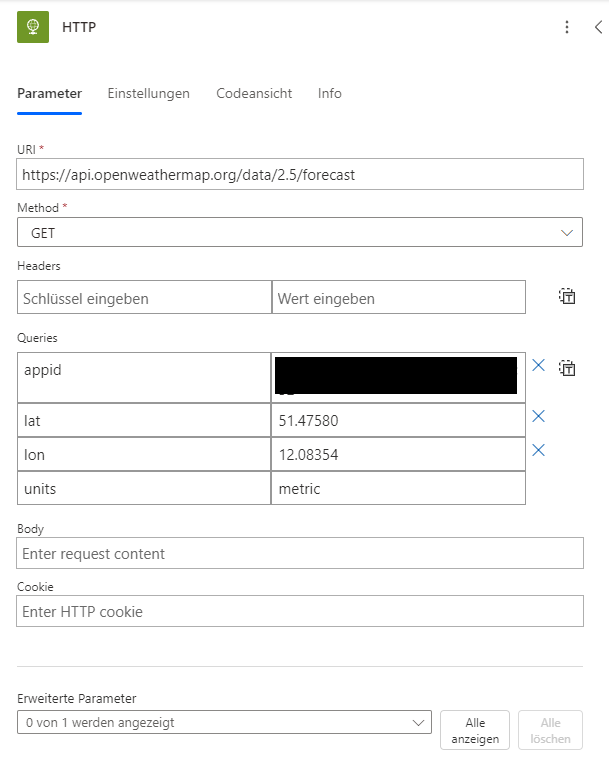 HTTP
Parameter Einstellungen Codeansicht Info
URI *
https://api.openweathermap.org/data/2.5/forecast
Method *
GET
Headers
Schlüssel eingeben Wert eingeben
Queries
appid
lat 51.47580
lon 12.08354
units metric
Body
Enter request content
Cookie
Enter HTTP cookie
Erweiterte Parameter
0 von 1 werden angezeigt
Alle
anzeigen
Alle
löschen